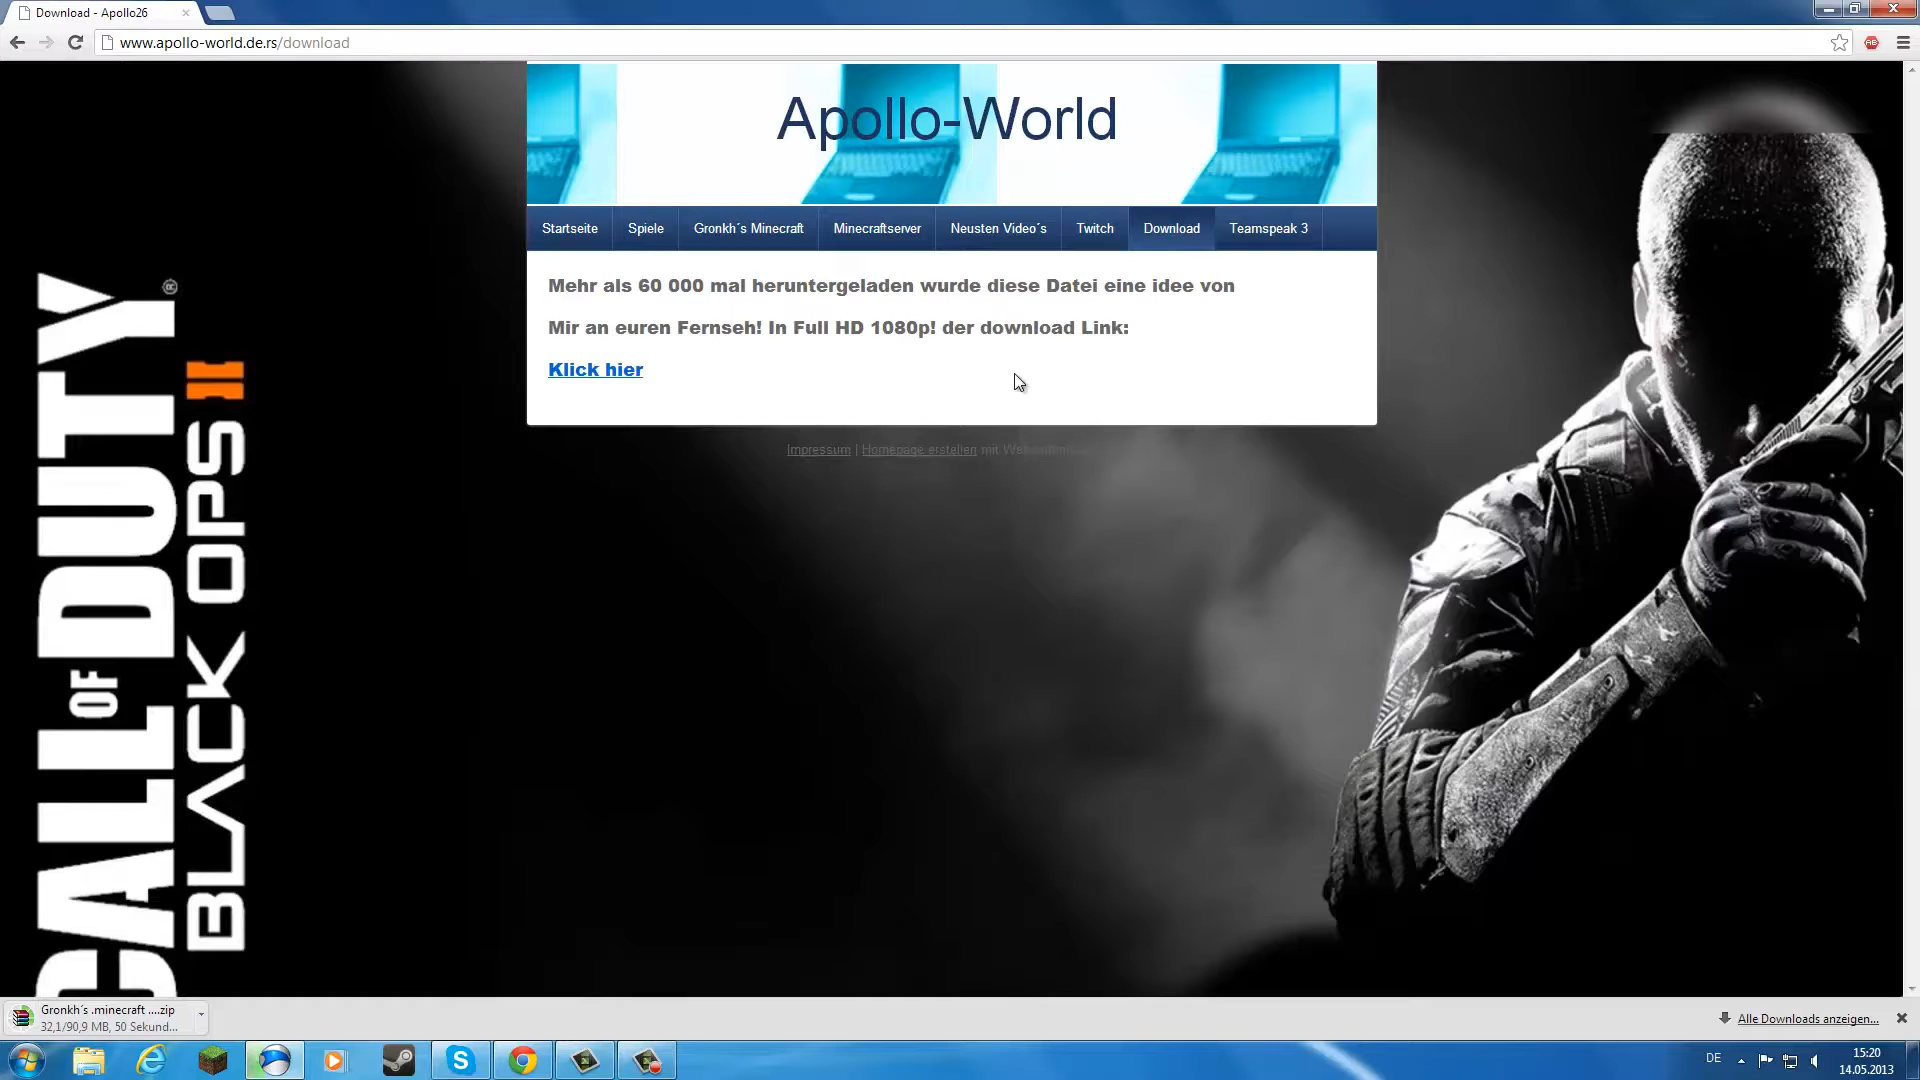 Download - Apollo26
www.apollo-world.de.rs/download
Apollo-World
Startseite
Spiele
Gronkh´s Minecraft
Minecraftserver
Neusten Video´s
Twitch
Download
Teamspeak 3
Mehr als 60 000 mal heruntergeladen wurde diese Datei eine idee von
Mir an euren Fernseh! In Full HD 1080p! der download Link:
Klick hier
Impressum | Homepage erstellen mit
CALL OF DUTY®
BLACK OPS II
Gronkh´s .minecraft ....zip
32,1/90,9 MB, 50 Sekund...
Alle Downloads anzeigen...
DE
15:20
14.05.2013